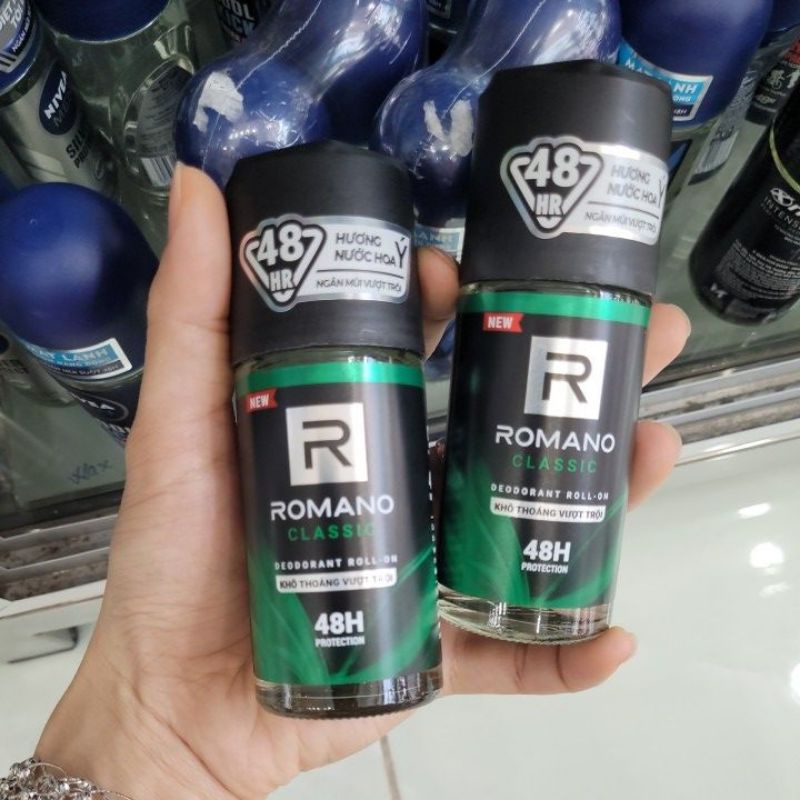 48
HR
HƯƠNG
NƯỚC HOA Ý
NGĂN MÙI VƯỢT TRỘI
NEW
R
ROMANO
CLASSIC
DEODORANT ROLL-ON
KHÔ THOÁNG VƯỢT TRỘI
48H
PROTECTION
48
HR
HƯƠNG
NƯỚC HOA Ý
NGĂN MÙI VƯỢT TRỘI
NEW
R
ROMANO
CLASSIC
DEODORANT ROLL-ON
KHÔ THOÁNG VƯỢT TRỘI
48H
PROTECTION
NIVEA
MÁT LẠNH